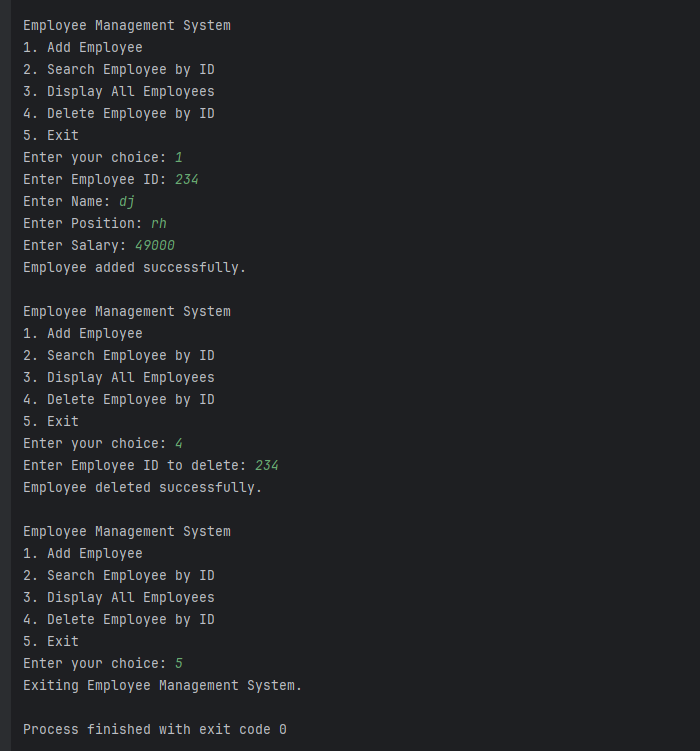 Employee Management System
1. Add Employee
2. Search Employee by ID
3. Display All Employees
4. Delete Employee by ID
5. Exit
Enter your choice: 1
Enter Employee ID: 234
Enter Name: dj
Enter Position: rh
Enter Salary: 49000
Employee added successfully.
Employee Management System
1. Add Employee
2. Search Employee by ID
3. Display All Employees
4. Delete Employee by ID
5. Exit
Enter your choice: 4
Enter Employee ID to delete: 234
Employee deleted successfully.
Employee Management System
1. Add Employee
2. Search Employee by ID
3. Display All Employees
4. Delete Employee by ID
5. Exit
Enter your choice: 5
Exiting Employee Management System.
Process finished with exit code 0